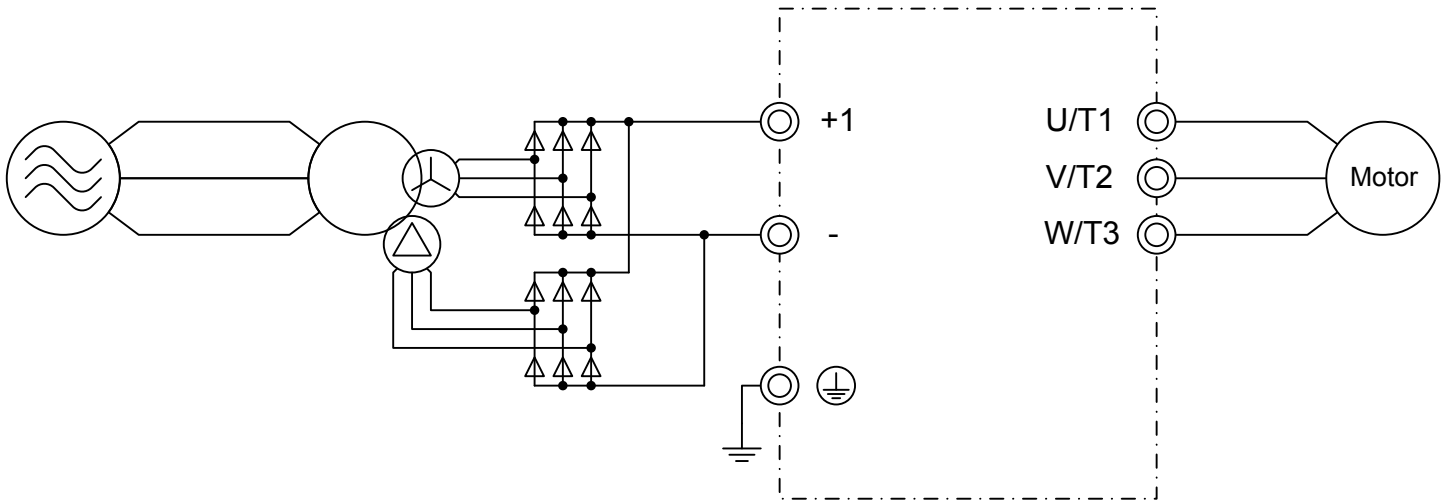 +1
-
U/T1
V/T2
W/T3
Motor